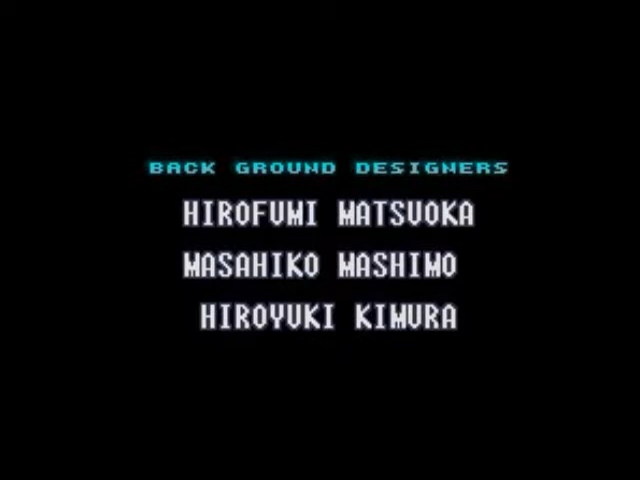 BACK GROUND DESIGNERS
HIROFUMI MATSUOKA
MASAHIKO MASHIMO
HIROYUKI KIMURA